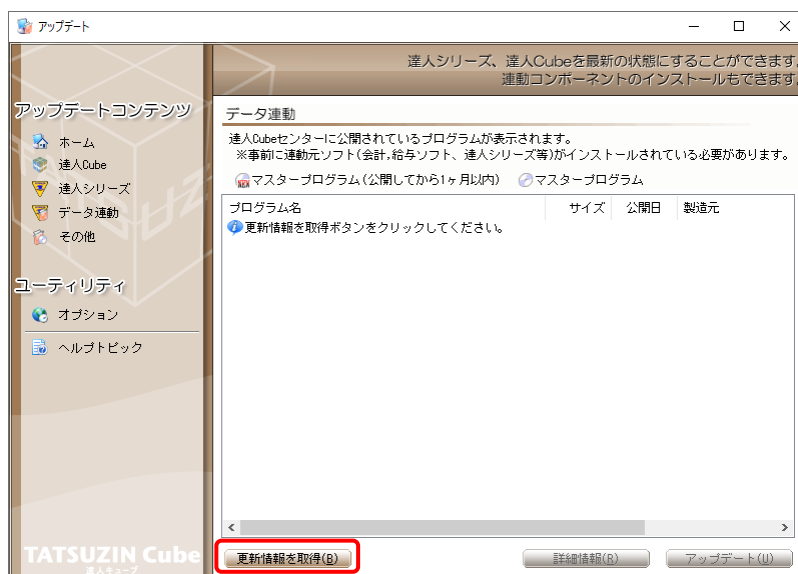 アップデート
達人シリーズ、達人Cubeを最新の状態にすることができます。
連動コンポーネントのインストールもできます。
アップデートコンテンツ
ホーム
達人Cube
達人シリーズ
データ連動
その他
ユーティリティ
オプション
ヘルプトピック
TATSUZIN Cube
達人キューブ
データ連動
達人Cubeセンターに公開されているプログラムが表示されます。
※事前に連動元ソフト(会計,給与ソフト、達人シリーズ等)がインストールされている必要があります。
マスタープログラム(公開してから1ヶ月以内) マスタープログラム
プログラム名 サイズ 公開日 製造元
更新情報を取得ボタンをクリックしてください。
更新情報を取得(B) 詳細情報(R) アップデート(U)